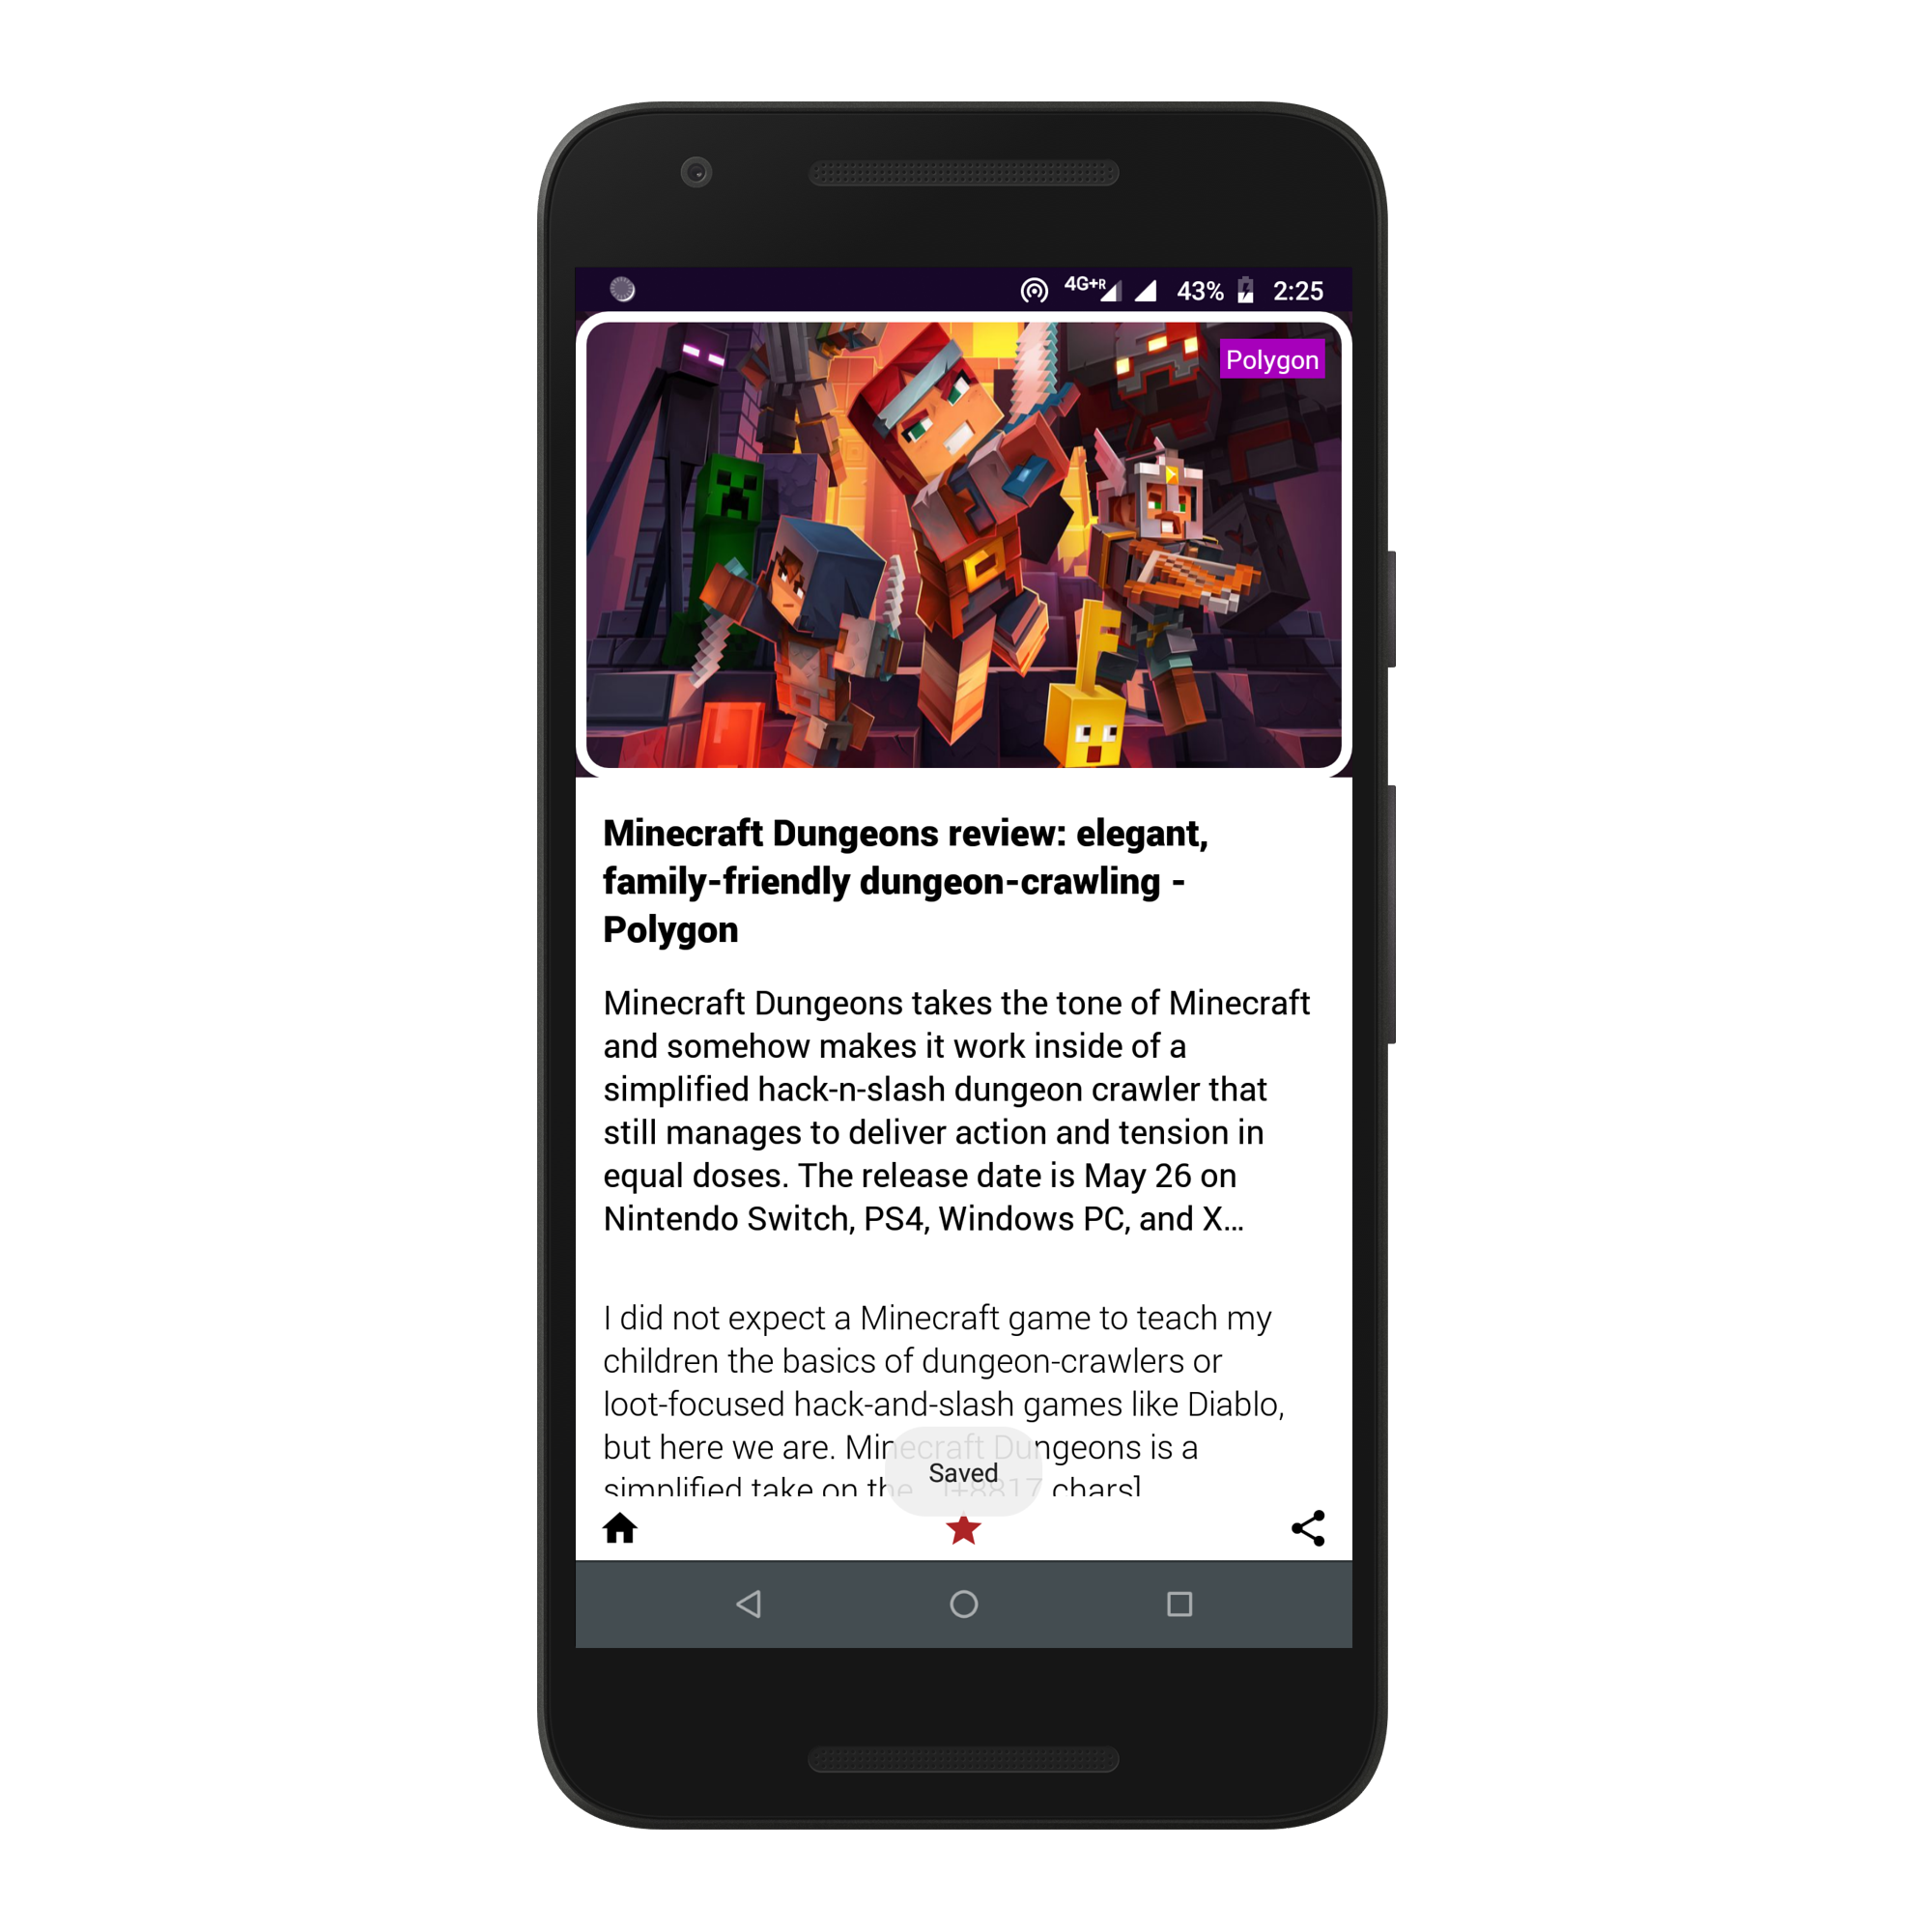 4G+R 43% 2:25
Polygon
Minecraft Dungeons review: elegant,
family-friendly dungeon-crawling -
Polygon
Minecraft Dungeons takes the tone of Minecraft
and somehow makes it work inside of a
simplified hack-n-slash dungeon crawler that
still manages to deliver action and tension in
equal doses. The release date is May 26 on
Nintendo Switch, PS4, Windows PC, and X…
I did not expect a Minecraft game to teach my
children the basics of dungeon-crawlers or
loot-focused hack-and-slash games like Diablo,
but here we are. Minecraft Dungeons is a
simplified take on the… [+8817 chars]
Saved